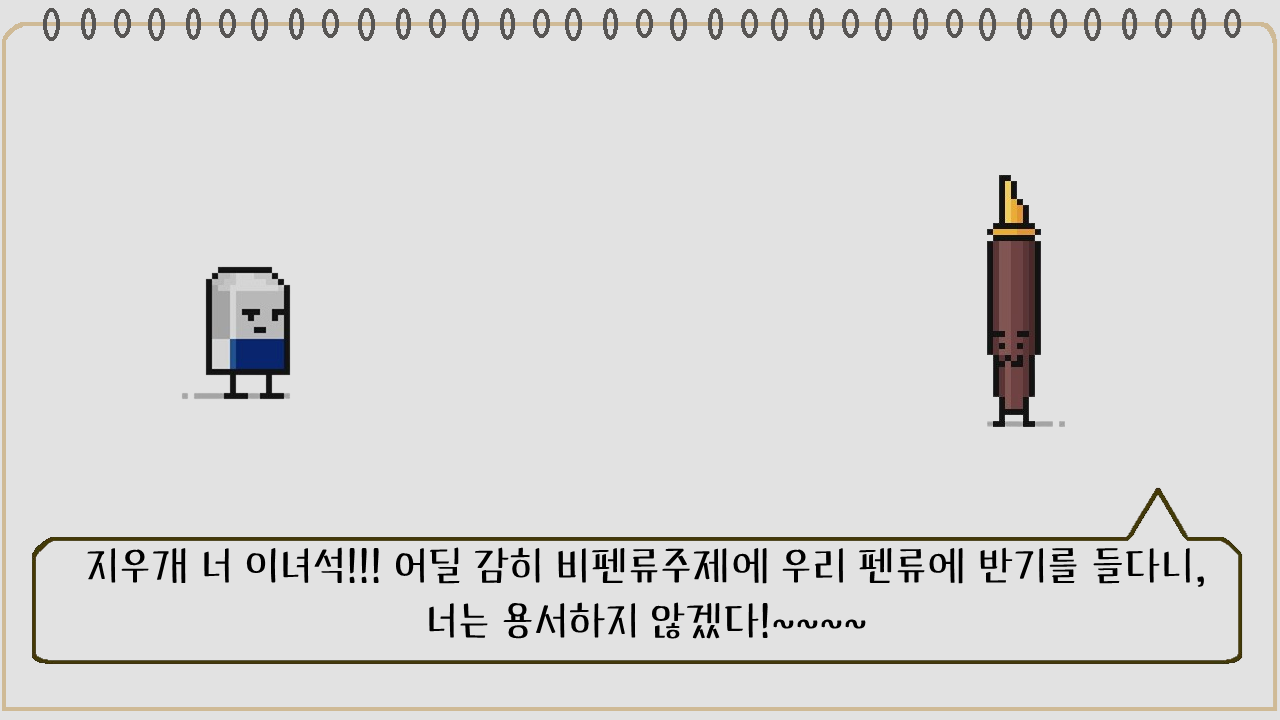 지우개 너 이녀석!!! 어딜 감히 비펜류주제에 우리 펜류에 반기를 들다니,
너는 용서하지 않겠다!~~~~